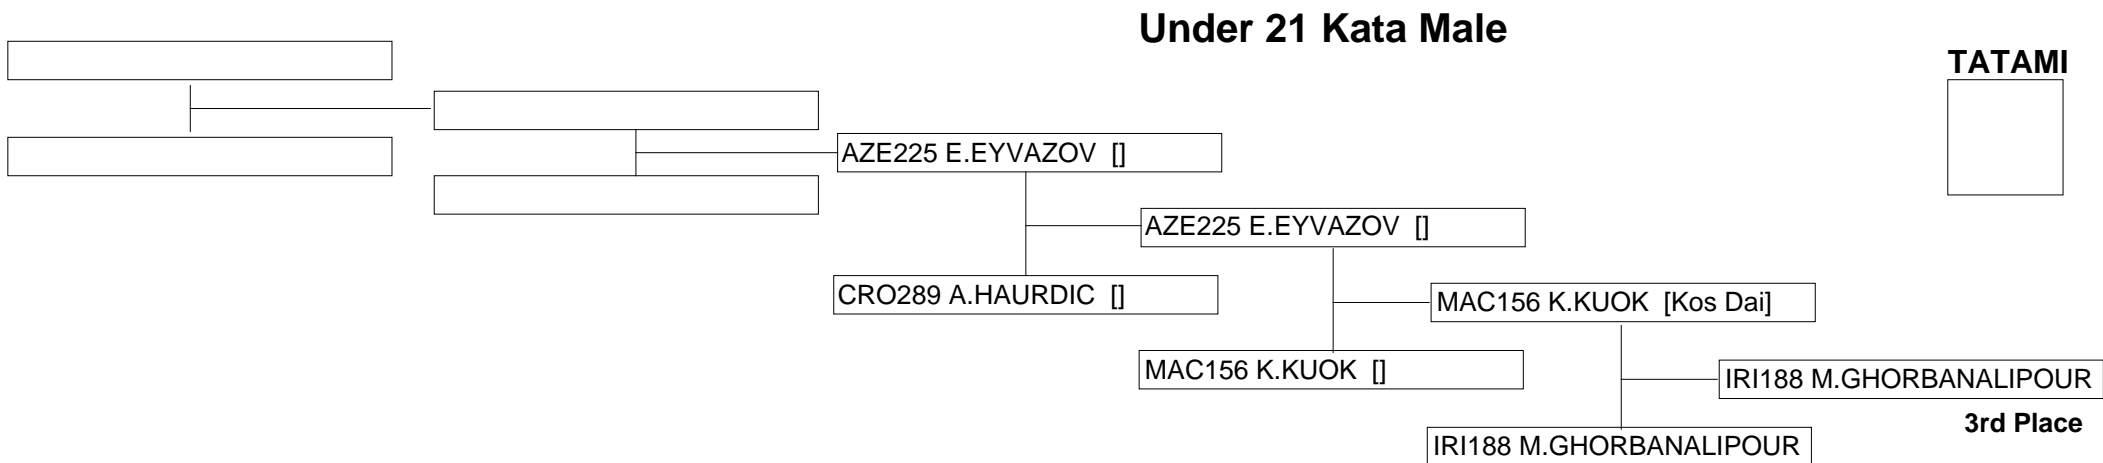 Under 21 Kata Male
TATAMI
AZE225 E.EYVAZOV  []
AZE225 E.EYVAZOV  []
CRO289 A.HAURDIC  []
MAC156 K.KUOK  [Kos Dai]
MAC156 K.KUOK  []
IRI188 M.GHORBANALIPOUR
3rd Place
IRI188 M.GHORBANALIPOUR